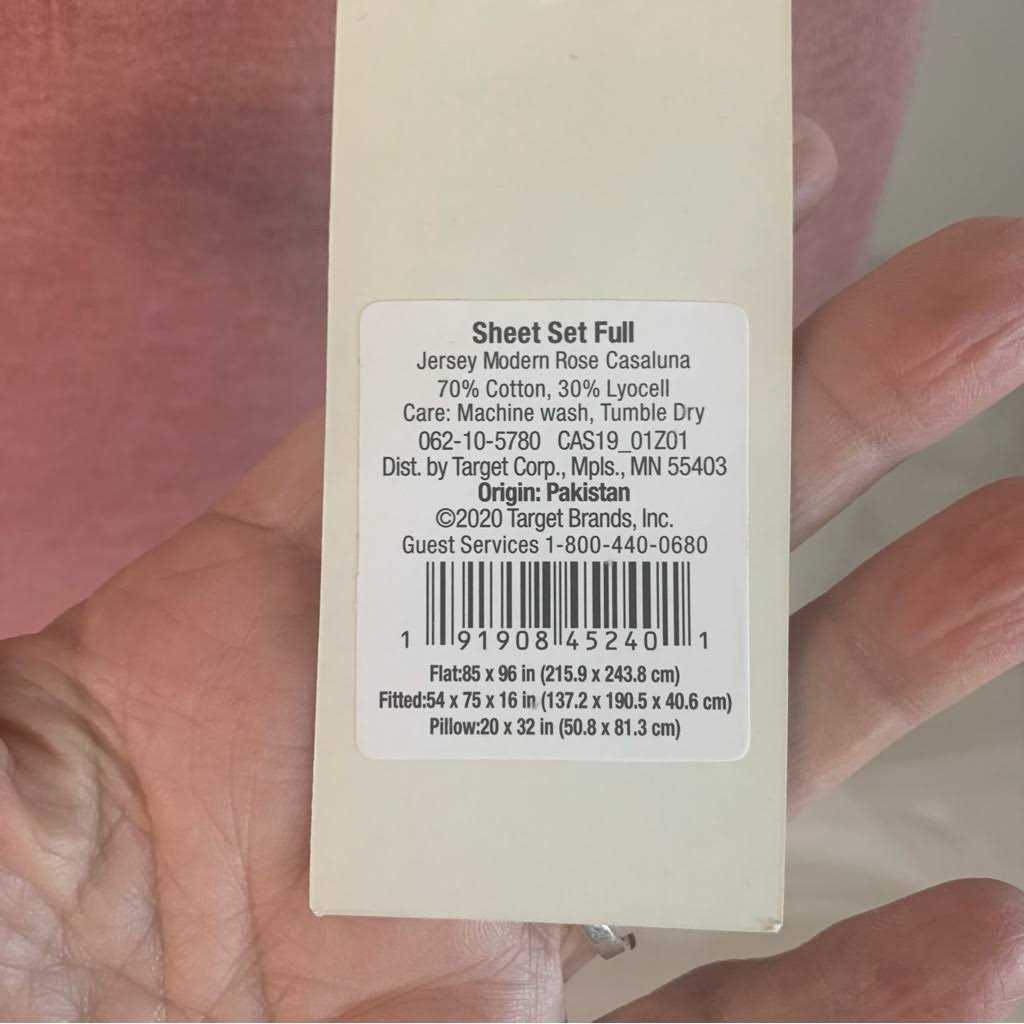 Sheet Set Full
Jersey Modern Rose Casaluna
70% Cotton, 30% Lyocell
Care: Machine wash, Tumble Dry
062-10-5780 CAS19_01Z01
Dist. by Target Corp., Mpls., MN 55403
Origin: Pakistan
©2020 Target Brands, Inc.
Guest Services 1-800-440-0680
1 91908 45240 1
Flat:85 x 96 in (215.9 x 243.8 cm)
Fitted:54 x 75 x 16 in (137.2 x 190.5 x 40.6 cm)
Pillow:20 x 32 in (50.8 x 81.3 cm)